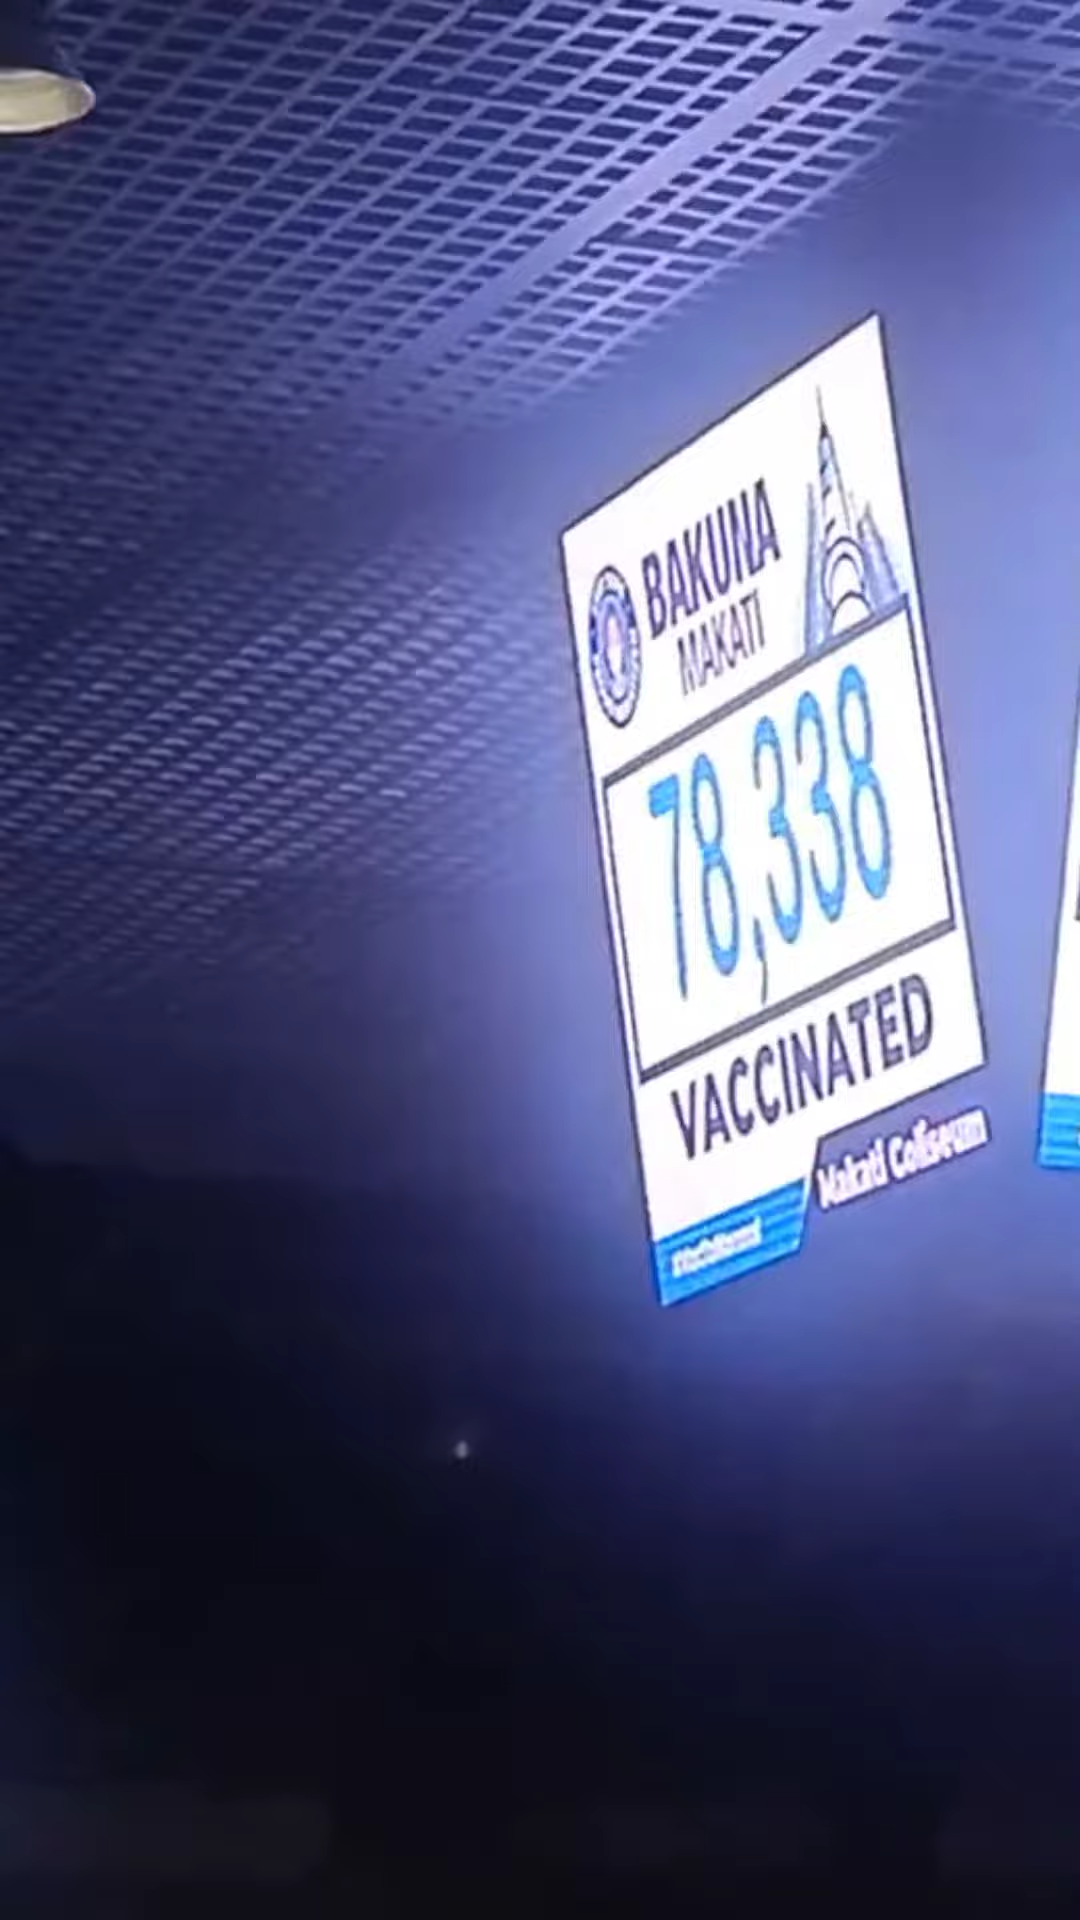 BAKUNA
MAKATI
78,338
VACCINATED
Makati Coliseum